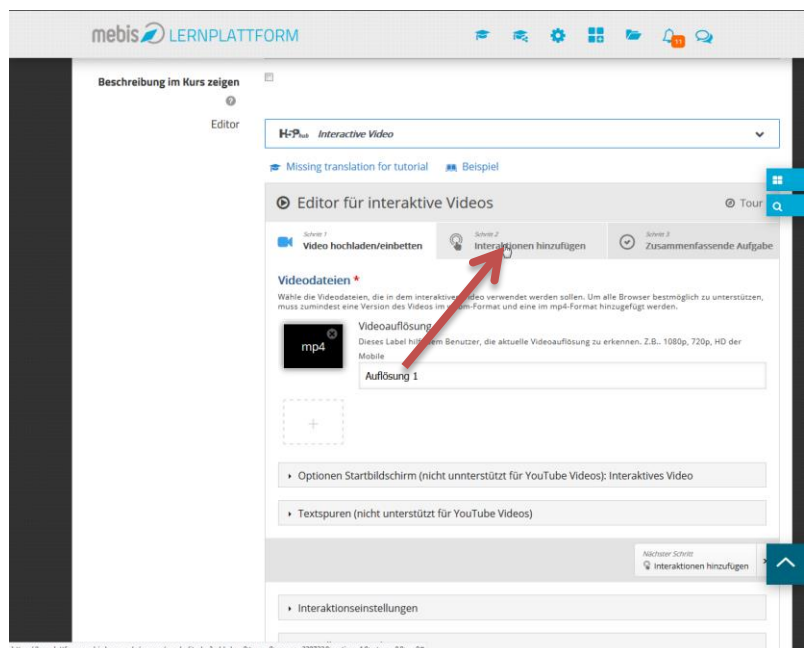 mebis LERNPLATTFORM
11
Beschreibung im Kurs zeigen
Editor
H-5P hub Interactive Video
Missing translation for tutorial Beispiel
Editor für interaktive Videos Tour
Schritt 1
Video hochladen/einbetten
Schritt 2
Interaktionen hinzufügen
Schritt 3
Zusammenfassende Aufgabe
Videodateien *
Wähle die Videodateien, die in dem interaktiven Video verwendet werden sollen. Um alle Browser bestmöglich zu unterstützen,
muss zumindest eine Version des Videos im webm-Format und eine im mp4-Format hinzugefügt werden.
mp4
Videoauflösung
Dieses Label hilft dem Benutzer, die aktuelle Videoauflösung zu erkennen. Z.B.. 1080p, 720p, HD der
Mobile
Auflösung 1
+
Optionen Startbildschirm (nicht unnterstützt für YouTube Videos): Interaktives Video
Textspuren (nicht unterstützt für YouTube Videos)
Nächster Schritt
Interaktionen hinzufügen
Interaktionseinstellungen